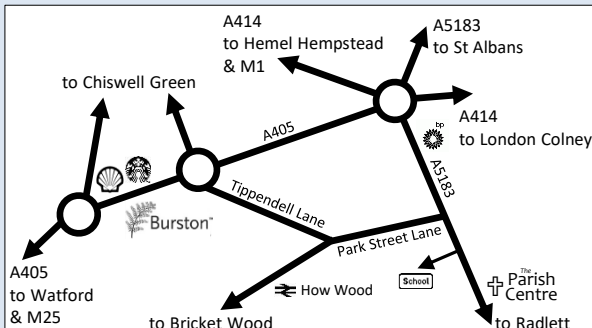 A414
to Hemel Hempstead
& M1
A5183
to St Albans
to Chiswell Green
bp
A414
to London Colney
A405
A5183
Tippendell Lane
Burston™
Park Street Lane
A405
to Watford
& M25
School
The
Parish
Centre
How Wood
to Bricket Wood
to Radlett